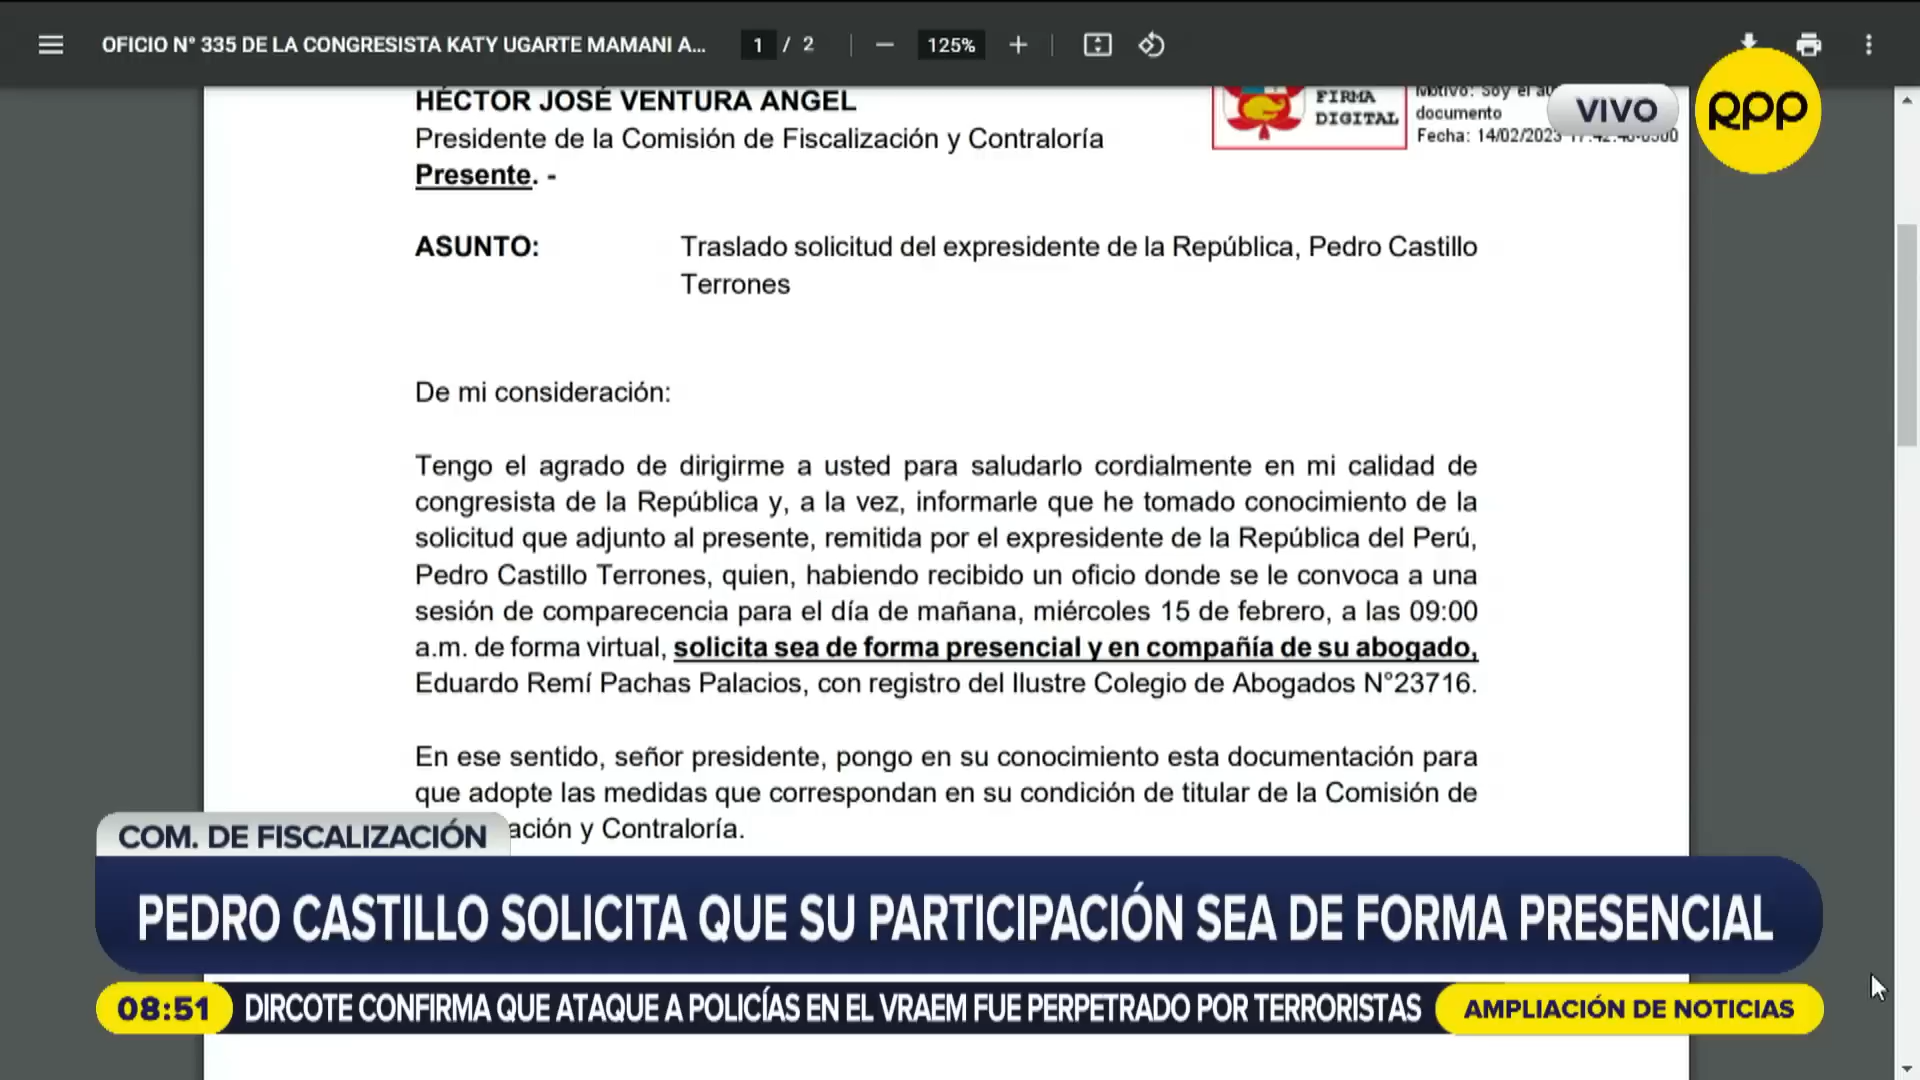 OFICIO N° 335 DE LA CONGRESISTA KATY UGARTE MAMANI A... 1 / 2 125%
HÉCTOR JOSÉ VENTURA ANGEL
Presidente de la Comisión de Fiscalización y Contraloría
Presente. -
FIRMA
DIGITAL
Motivo: Soy el
documento
Fecha: 14/02/2023
VIVO
RPP
ASUNTO: Traslado solicitud del expresidente de la República, Pedro Castillo
Terrones
De mi consideración:
Tengo el agrado de dirigirme a usted para saludarlo cordialmente en mi calidad de
congresista de la República y, a la vez, informarle que he tomado conocimiento de la
solicitud que adjunto al presente, remitida por el expresidente de la República del Perú,
Pedro Castillo Terrones, quien, habiendo recibido un oficio donde se le convoca a una
sesión de comparecencia para el día de mañana, miércoles 15 de febrero, a las 09:00
a.m. de forma virtual, solicita sea de forma presencial y en compañía de su abogado,
Eduardo Remí Pachas Palacios, con registro del Ilustre Colegio de Abogados N°23716.
En ese sentido, señor presidente, pongo en su conocimiento esta documentación para
que adopte las medidas que correspondan en su condición de titular de la Comisión de
ación y Contraloría.
COM. DE FISCALIZACIÓN
PEDRO CASTILLO SOLICITA QUE SU PARTICIPACIÓN SEA DE FORMA PRESENCIAL
08:51 DIRCOTE CONFIRMA QUE ATAQUE A POLICÍAS EN EL VRAEM FUE PERPETRADO POR TERRORISTAS AMPLIACIÓN DE NOTICIAS